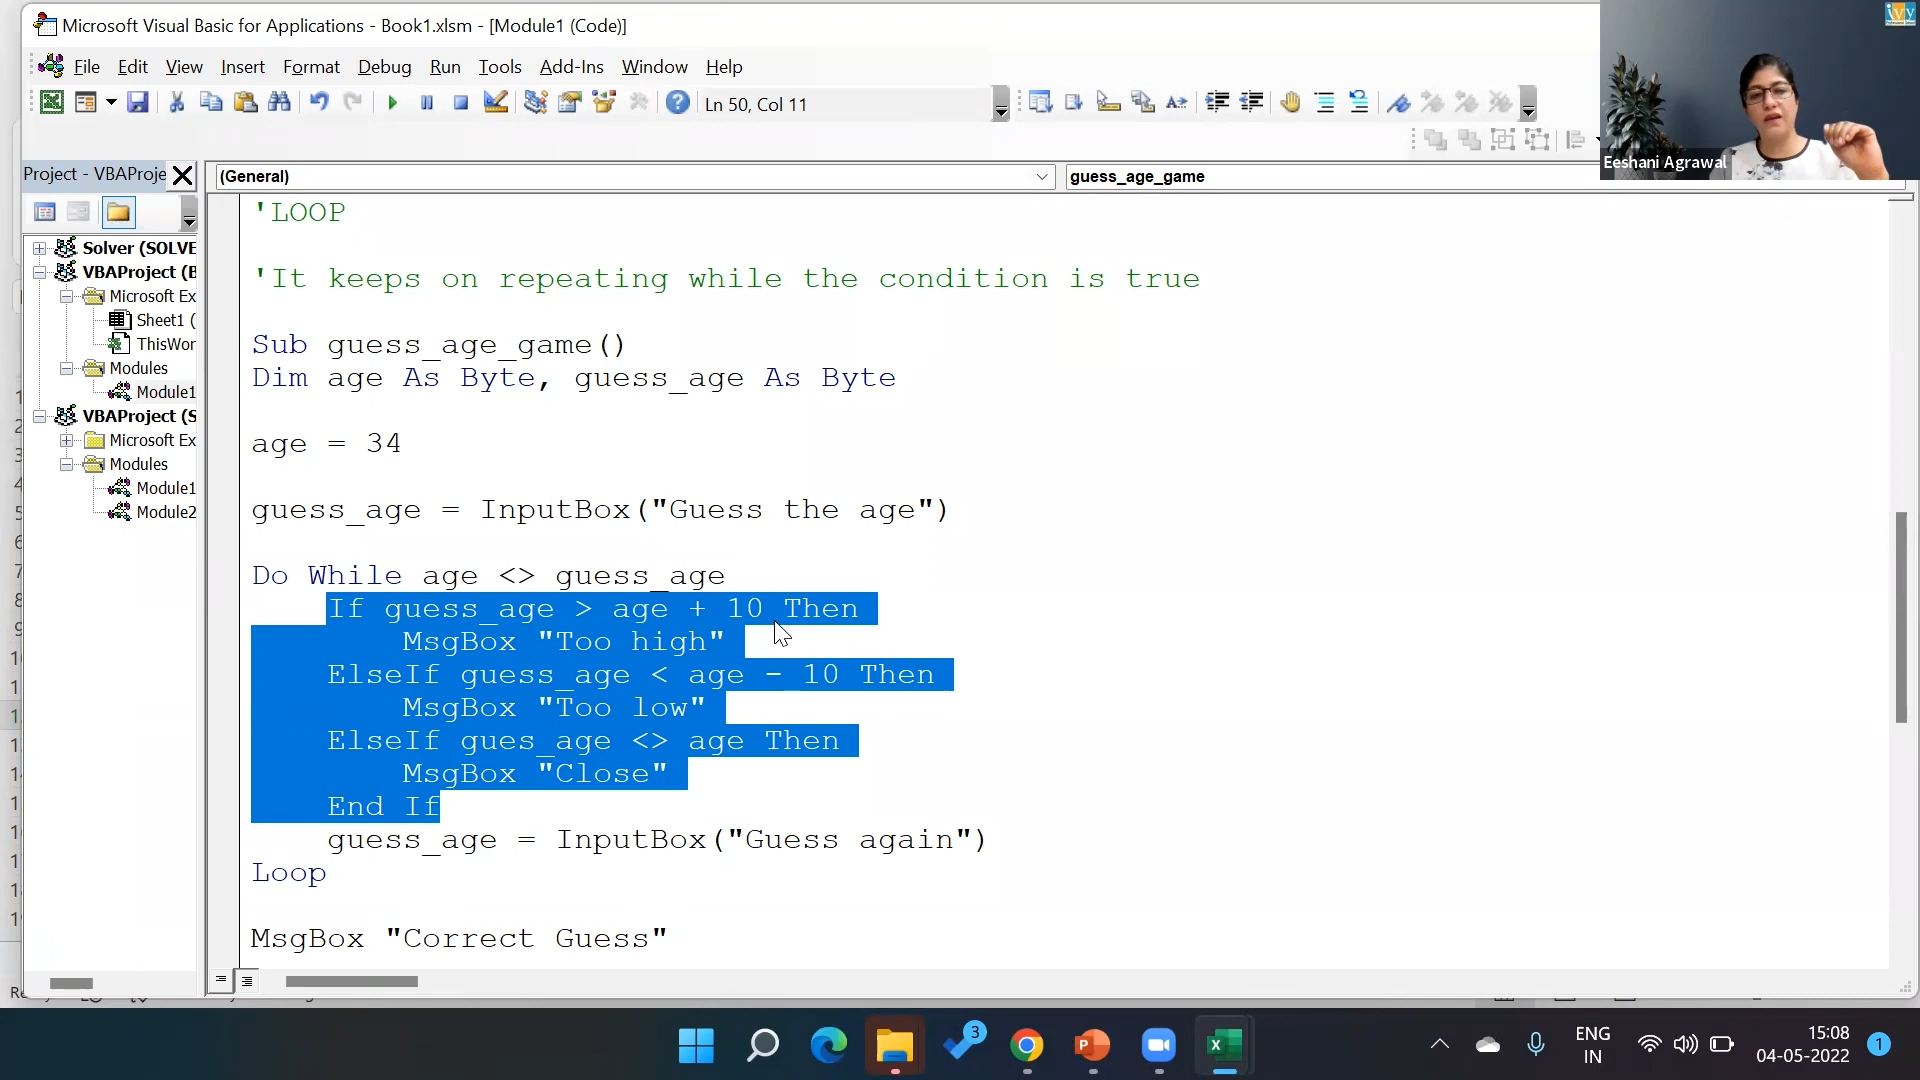 Microsoft Visual Basic for Applications - Book1.xlsm - [Module1 (Code)]
ivy
File Edit View Insert Format Debug Run Tools Add-Ins Window Help
Ln 50, Col 11
Eeshani Agrawal
Project - VBAProje
(General)
guess_age_game
Solver (SOLVE
VBAProject (B
Microsoft Ex
Sheet1 (
ThisWor
Modules
Module1
VBAProject (S
Microsoft Ex
Modules
Module1
Module2
'LOOP
'It keeps on repeating while the condition is true
Sub guess_age_game()
Dim age As Byte, guess_age As Byte
age = 34
guess_age = InputBox("Guess the age")
Do While age <> guess_age
If guess_age > age + 10 Then
MsgBox "Too high"
ElseIf guess_age < age - 10 Then
MsgBox "Too low"
ElseIf gues_age <> age Then
MsgBox "Close"
End If
guess_age = InputBox("Guess again")
Loop
MsgBox "Correct Guess"
3
ENG
IN
15:08
04-05-2022
1